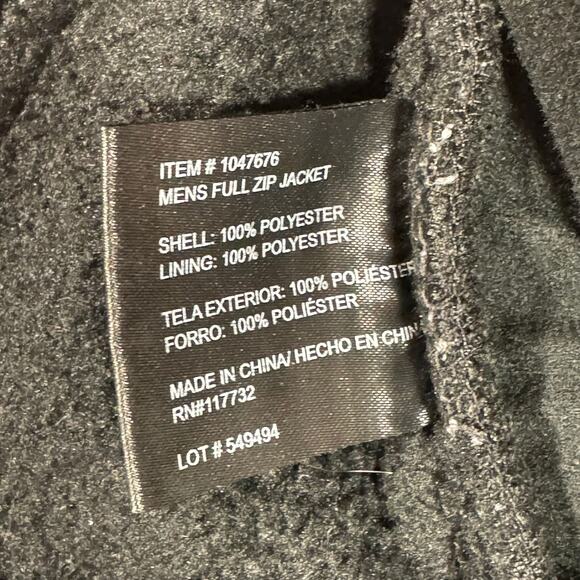 ITEM # 1047676
MENS FULL ZIP JACKET
SHELL: 100% POLYESTER
LINING: 100% POLYESTER
TELA EXTERIOR: 100% POLIÉSTER
FORRO: 100% POLIÉSTER
MADE IN CHINA/ HECHO EN CHIN
RN#117732
LOT # 549494